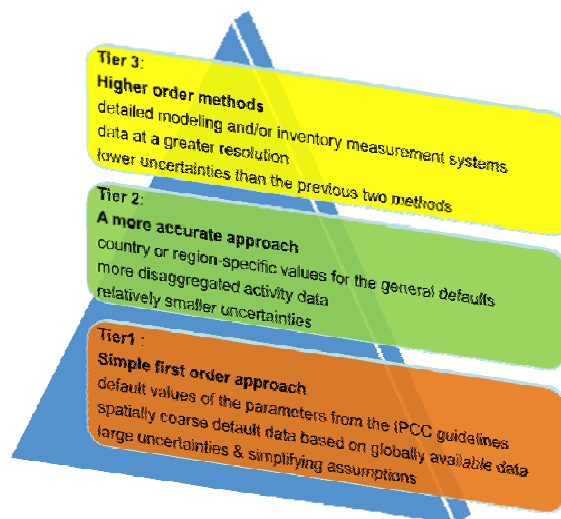 Tier 3:
Higher order methods
detailed modeling and/or inventory measurement systems
data at a greater resolution
lower uncertainties than the previous two methods
Tier 2:
A more accurate approach
country or region-specific values for the general defaults
more disaggregated activity data
relatively smaller uncertainties
Tier1 :
Simple first order approach
default values of the parameters from the IPCC guidelines
spatially coarse default data based on globally available data
large uncertainties & simplifying assumptions